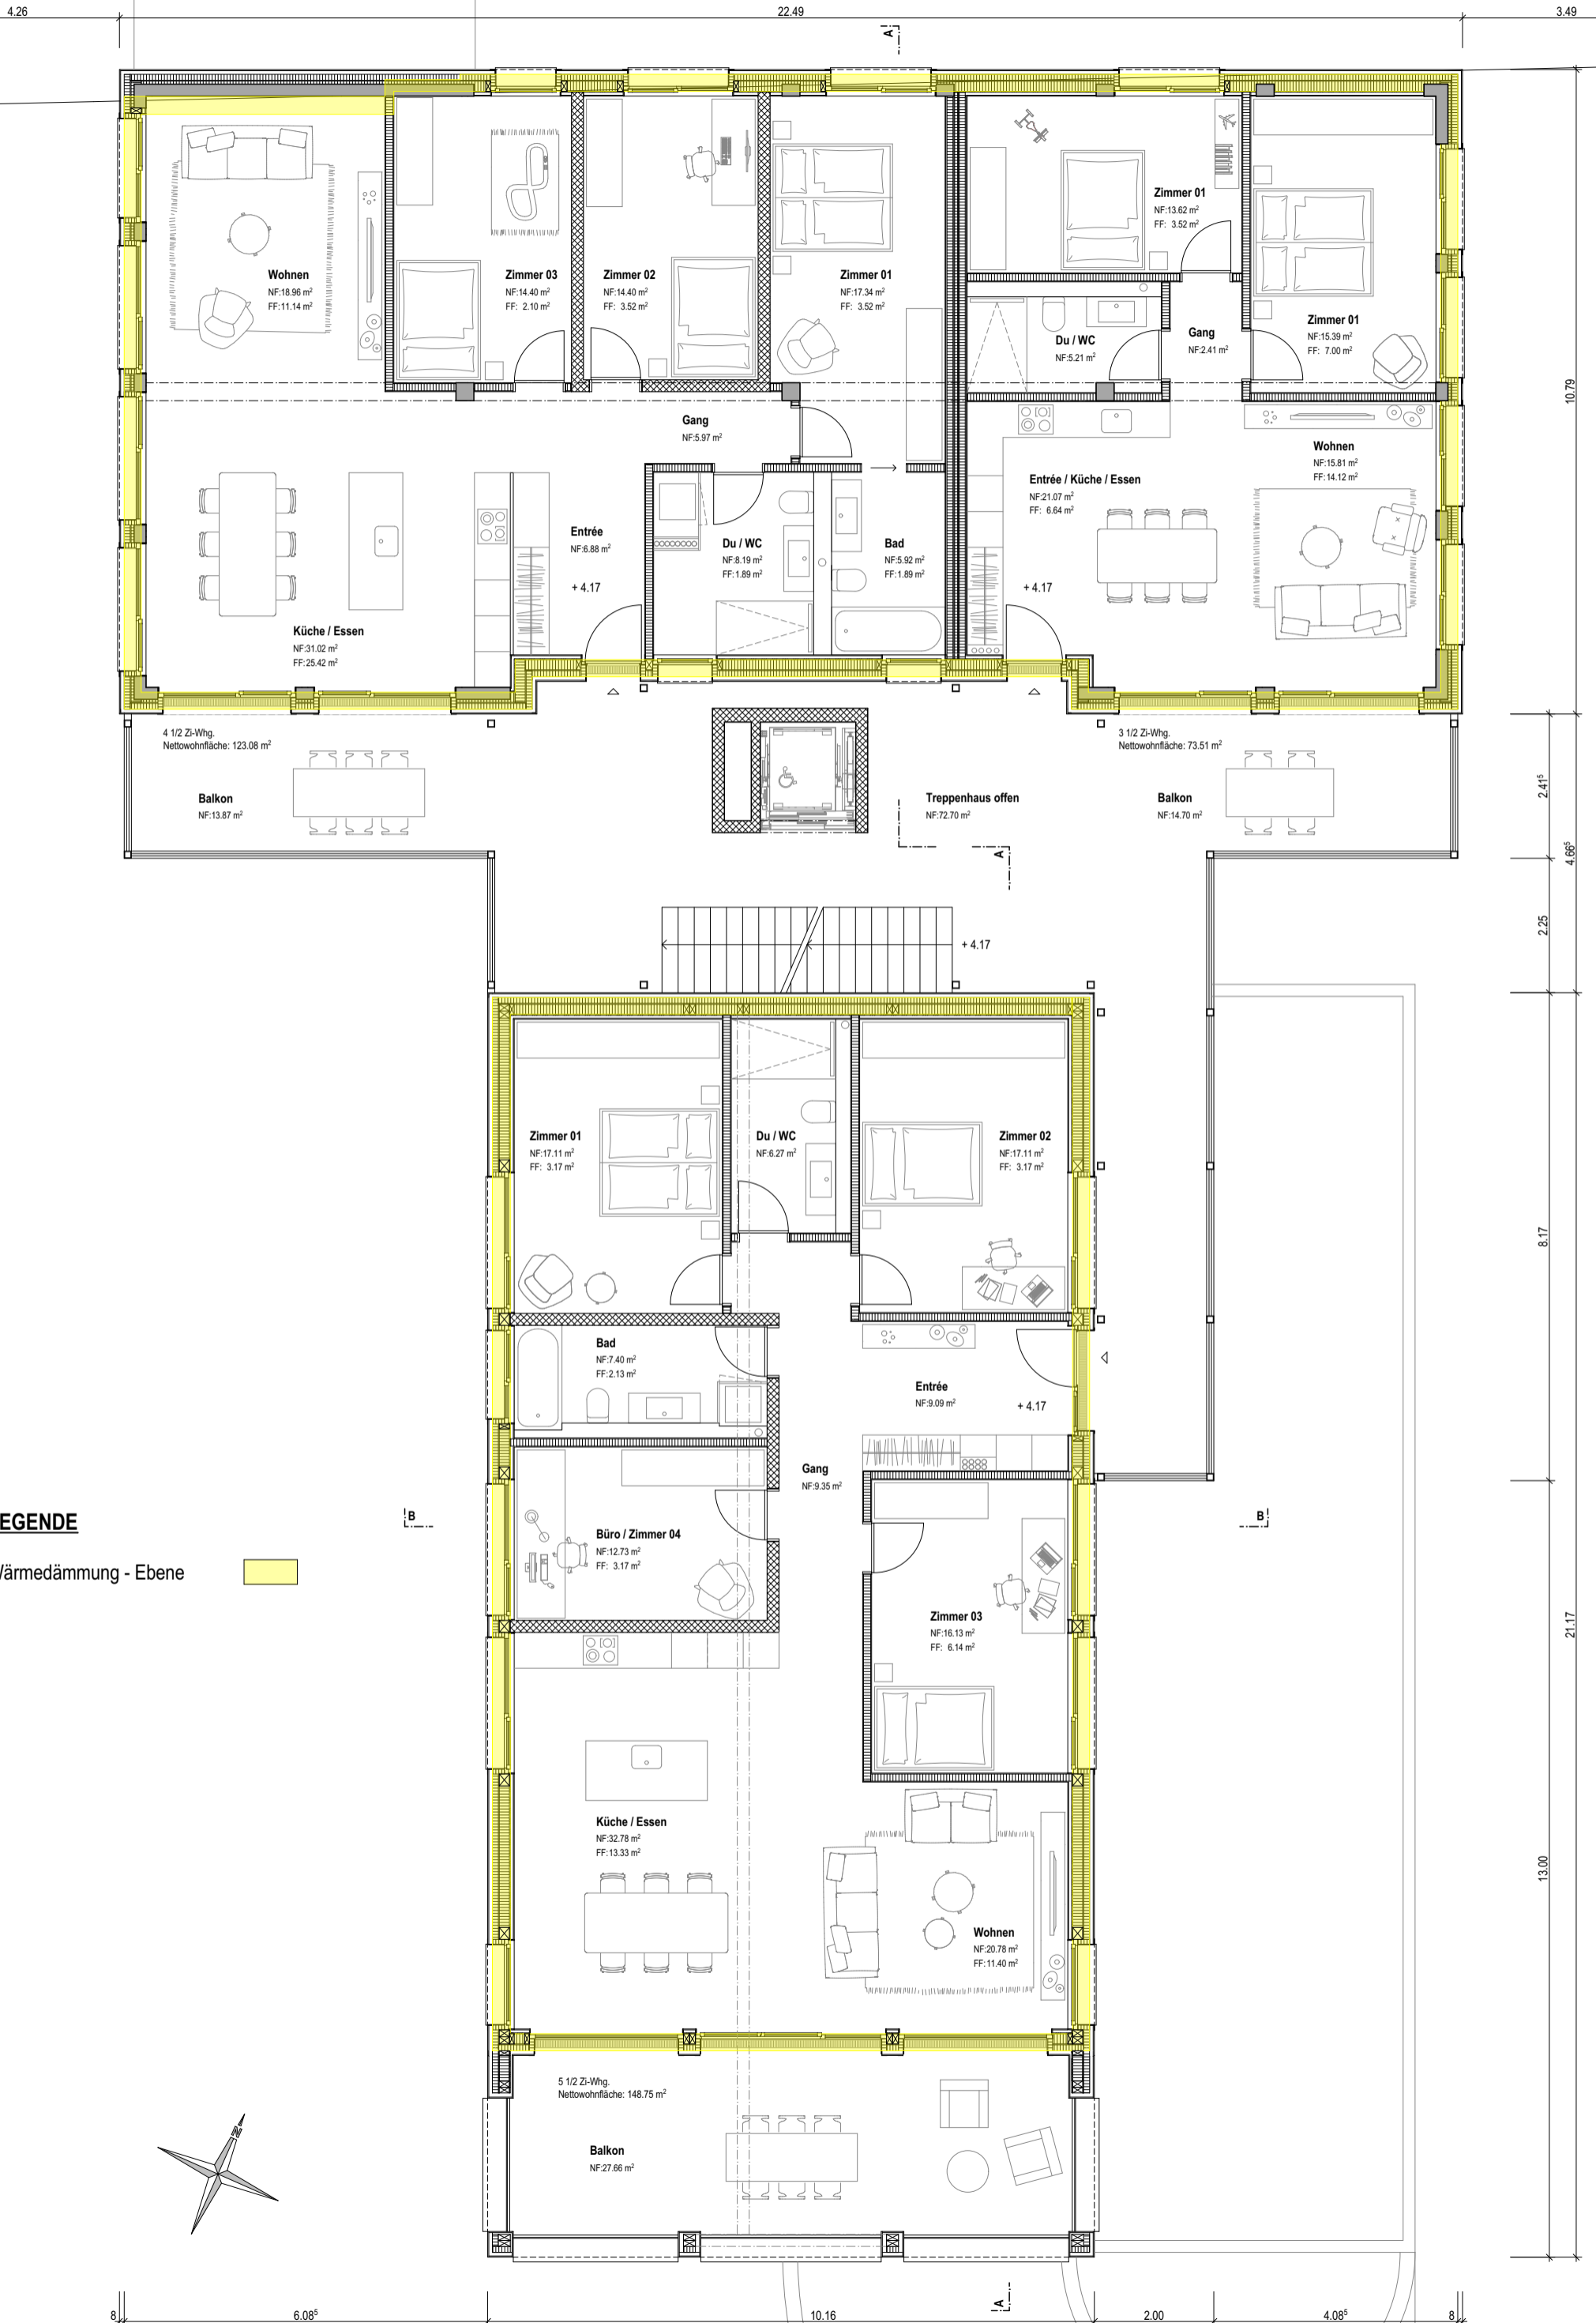 4.26
22.49
3.49
A
Wohnen
NF:18.96 m²
FF:11.14 m²
Zimmer 03
NF:14.40 m²
FF: 2.10 m²
Zimmer 02
NF:14.40 m²
FF: 3.52 m²
Zimmer 01
NF:17.34 m²
FF: 3.52 m²
Zimmer 01
NF:13.62 m²
FF: 3.52 m²
Du / WC
NF:5.21 m²
Gang
NF:2.41 m²
Zimmer 01
NF:15.39 m²
FF: 7.00 m²
10.79
Gang
NF:5.97 m²
Entrée
NF:6.88 m²
+ 4.17
Du / WC
NF:8.19 m²
FF:1.89 m²
Bad
NF:5.92 m²
FF:1.89 m²
Entrée / Küche / Essen
NF:21.07 m²
FF: 6.64 m²
+ 4.17
Wohnen
NF:15.81 m²
FF:14.12 m²
Küche / Essen
NF:31.02 m²
FF:25.42 m²
4 1/2 Zi-Whg.
Nettowohnfläche: 123.08 m²
Balkon
NF:13.87 m²
Treppenhaus offen
NF:72.70 m²
A
3 1/2 Zi-Whg.
Nettowohnfläche: 73.51 m²
Balkon
NF:14.70 m²
2.41⁵
4.66⁵
2.25
+ 4.17
Zimmer 01
NF:17.11 m²
FF: 3.17 m²
Du / WC
NF:6.27 m²
Zimmer 02
NF:17.11 m²
FF: 3.17 m²
8.17
Bad
NF:7.40 m²
FF:2.13 m²
Entrée
NF:9.09 m²
+ 4.17
Gang
NF:9.35 m²
B
B
EGENDE
Wärmedämmung - Ebene
Büro / Zimmer 04
NF:12.73 m²
FF: 3.17 m²
Zimmer 03
NF:16.13 m²
FF: 6.14 m²
21.17
Küche / Essen
NF:32.78 m²
FF:13.33 m²
13.00
Wohnen
NF:20.78 m²
FF:11.40 m²
5 1/2 Zi-Whg.
Nettowohnfläche: 148.75 m²
Balkon
NF:27.66 m²
N
A
8
6.08⁵
10.16
2.00
4.08⁵
8